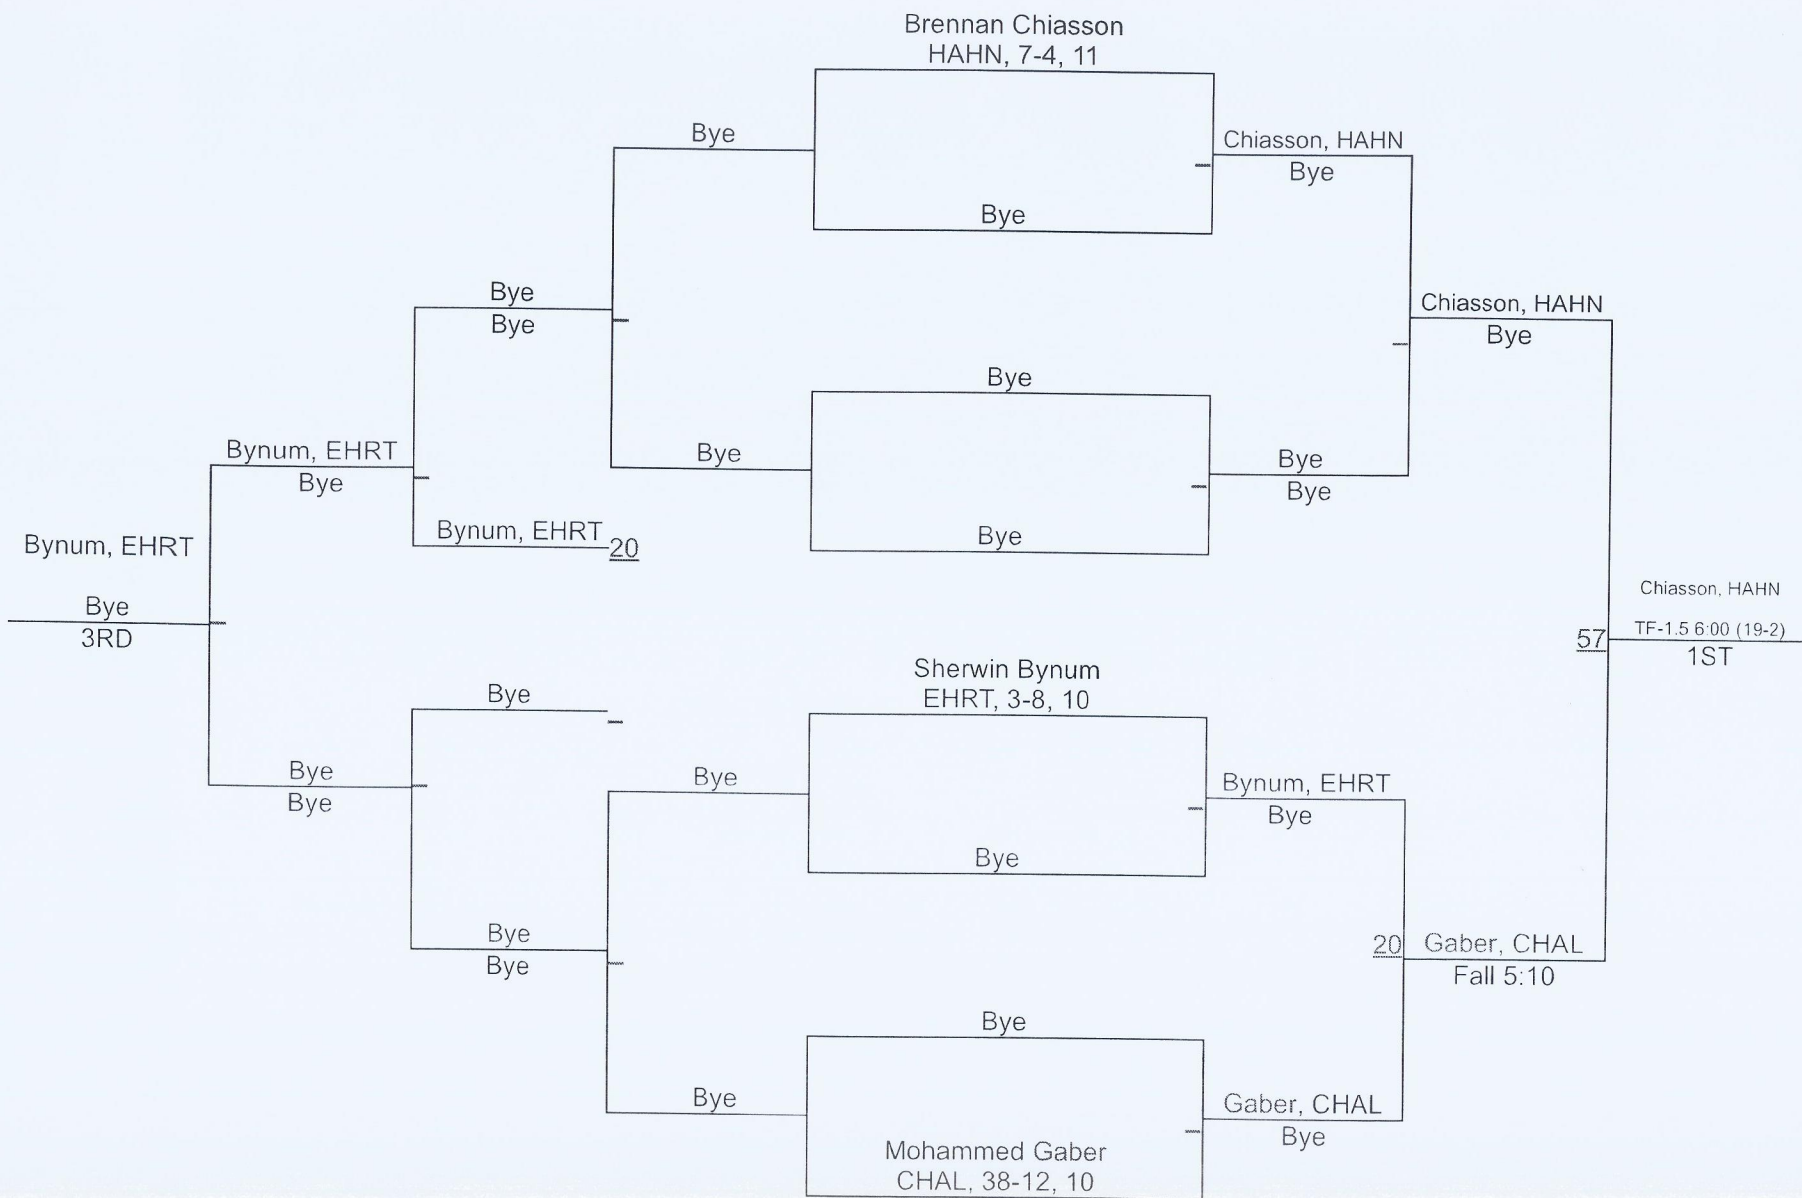 Brennan Chiasson
HAHN, 7-4, 11
Bye
Chiasson, HAHN
Bye
Bye
Bye
Bye
Chiasson, HAHN
Bye
Bye
Bynum, EHRT
Bye
Bye
Bye
Bye
Bynum, EHRT
20
Bye
Bynum, EHRT
Bye
3RD
Chiasson, HAHN
57
TF-1.5 6:00 (19-2)
1ST
Sherwin Bynum
EHRT, 3-8, 10
Bye
Bye
Bye
Bye
Bynum, EHRT
Bye
Bye
Bye
Bye
20
Gaber, CHAL
Fall 5:10
Bye
Bye
Gaber, CHAL
Bye
Mohammed Gaber
CHAL, 38-12, 10